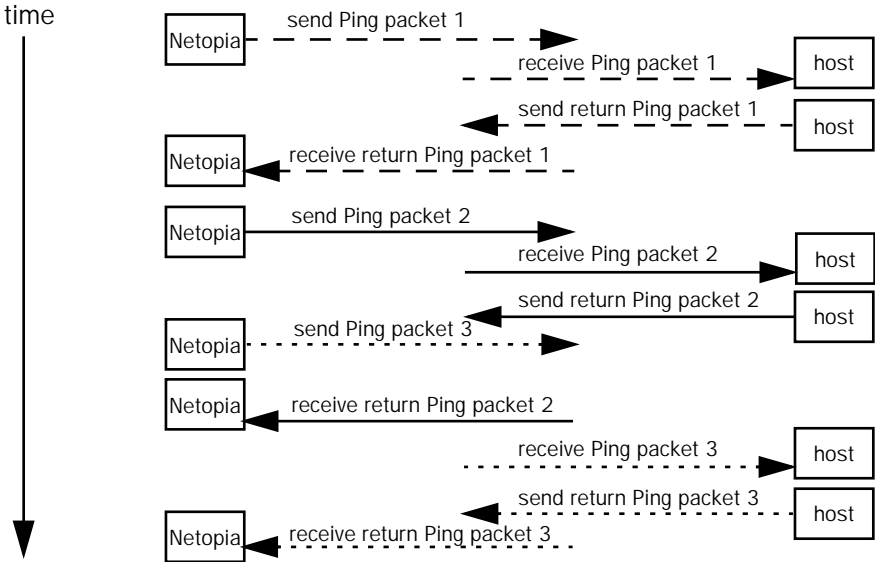 time
send Ping packet 1
Netopia
receive Ping packet 1
host
send return Ping packet 1
host
Netopia
receive return Ping packet 1
send Ping packet 2
Netopia
receive Ping packet 2
host
send return Ping packet 2
host
send Ping packet 3
Netopia
Netopia
receive return Ping packet 2
receive Ping packet 3
host
send return Ping packet 3
host
Netopia
receive return Ping packet 3